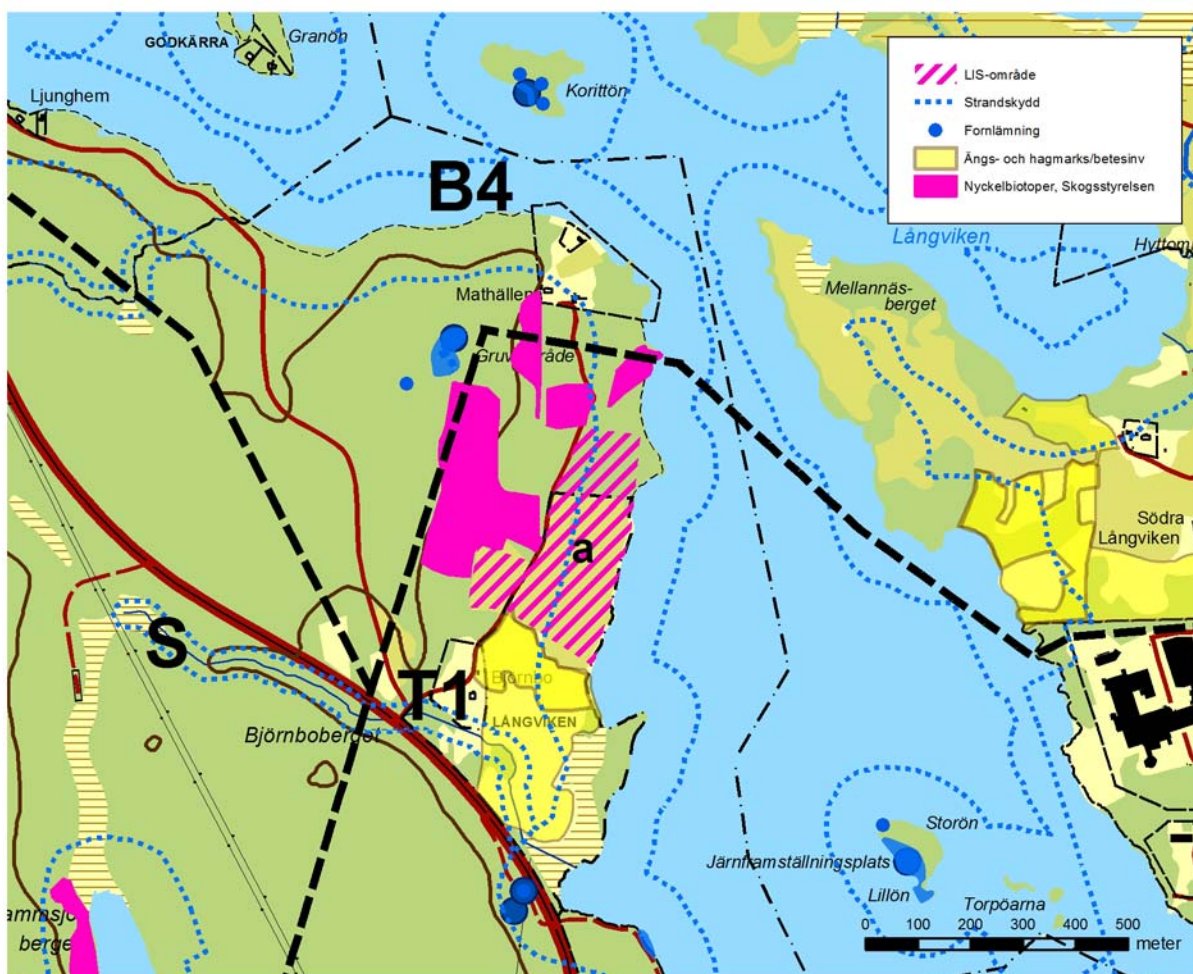 GODKÄRRA
Granön
Ljunghem
Korittön
LIS-område
Strandskydd
Fornlämning
Ängs- och hagmarks/betesinv
Nyckelbiotoper, Skogsstyrelsen
B4
Långviken
Mellannäs-
berget
Mathällen
a
Södra
Långviken
S
T1
Björnbo
LÅNGVIKEN
Björnboberget
Storön
Järnframställningsplats
Lillön
Torpöarna
0 100 200 300 400 500
meter